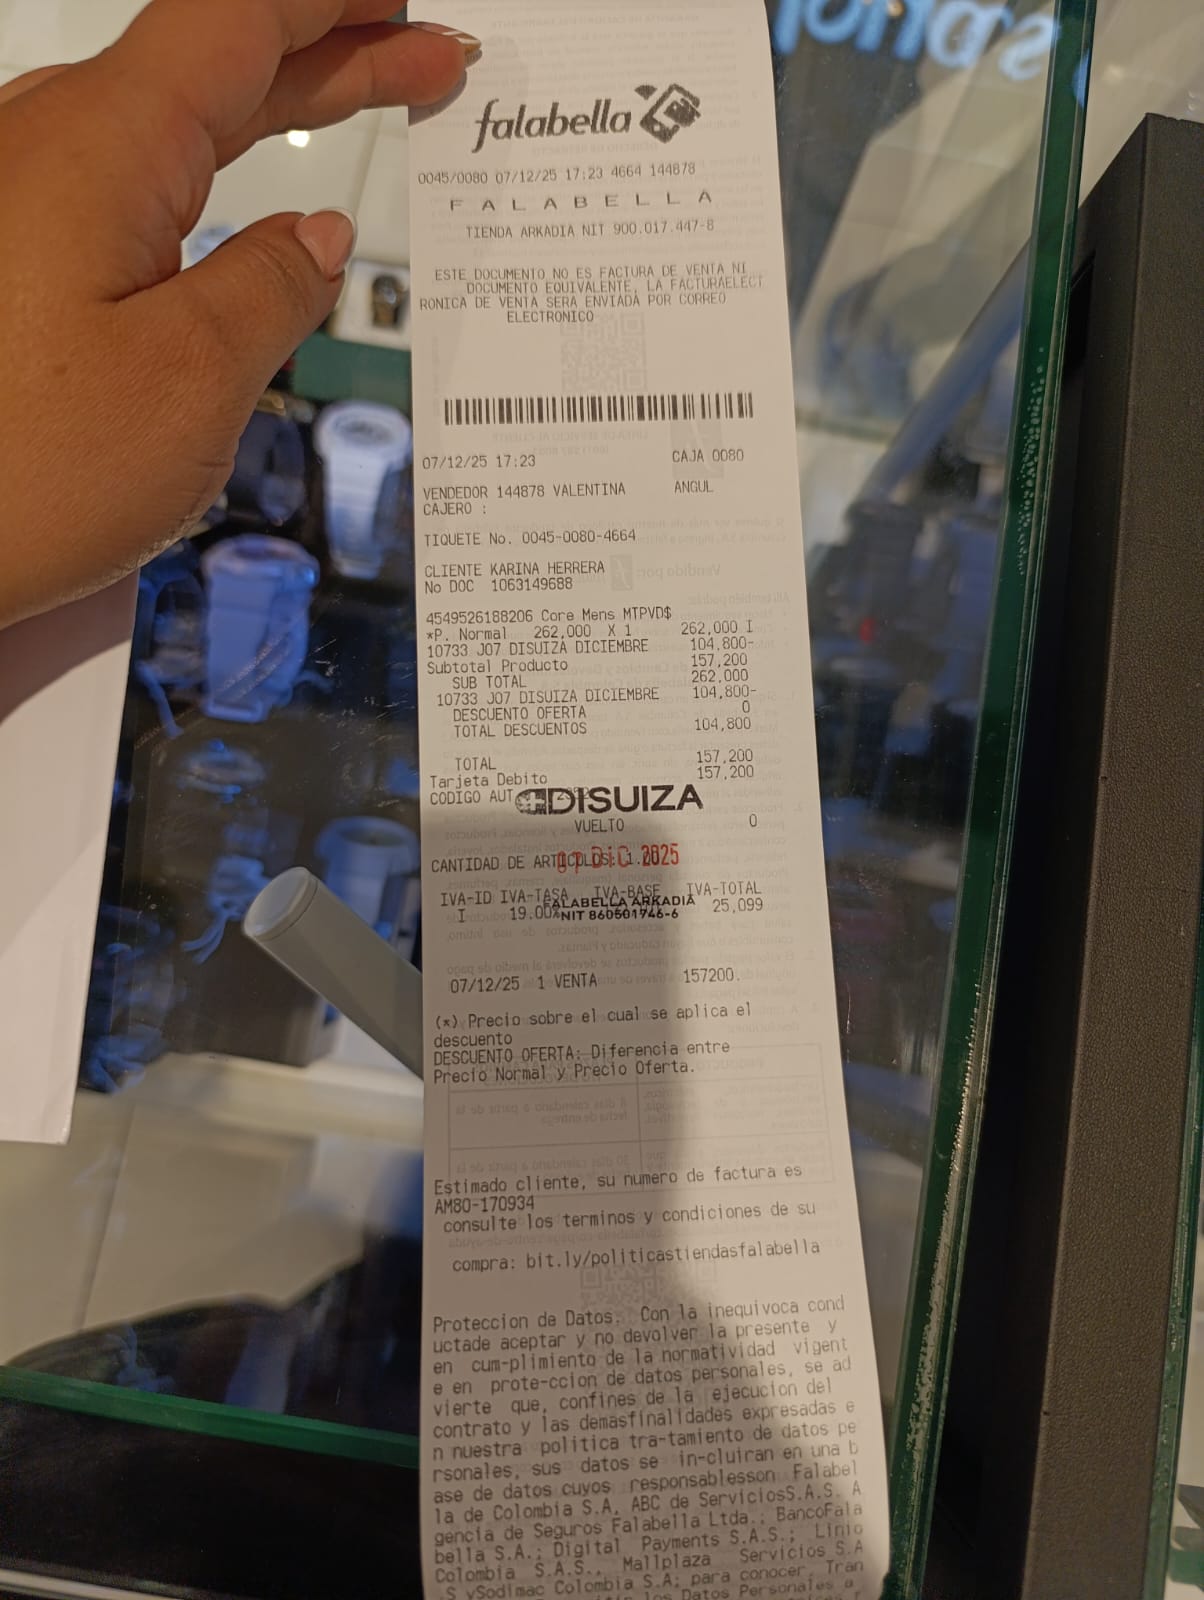 falabella
0045/0080 07/12/25 17:23 4664 144878
F A L A B E L L A
TIENDA ARKADIA NIT 900.017.447-8
ESTE DOCUMENTO NO ES FACTURA DE VENTA NI
DOCUMENTO EQUIVALENTE, LA FACTURAELECT
RONICA DE VENTA SERA ENVIADA POR CORREO
ELECTRONICO
07/12/25 17:23 CAJA 0080
VENDEDOR 144878 VALENTINA ANGUL
CAJERO :
TIQUETE No. 0045-0080-4664
CLIENTE KARINA HERRERA
No DOC 1063149688
4549526188206 Core Mens MTPVD$
*P. Normal 262,000 X 1 262,000 I
10733 J07 DISUIZA DICIEMBRE 104,800-
Subtotal Producto 157,200
SUB TOTAL 262,000
10733 J07 DISUIZA DICIEMBRE 104,800-
DESCUENTO OFERTA 0
TOTAL DESCUENTOS 104,800
TOTAL 157,200
Tarjeta Debito 157,200
CODIGO AUT
DISUIZA
VUELTO 0
CANTIDAD DE ARTICULOS: 1.00
DIC 2025
IVA-ID IVA-TASA IVA-BASE IVA-TOTAL
I 19.00% 25,099
FALABELLA ARKADIA
NIT 860501746-6
07/12/25 1 VENTA 157200.
(*) Precio sobre el cual se aplica el
descuento
DESCUENTO OFERTA: Diferencia entre
Precio Normal y Precio Oferta.
Estimado cliente, su numero de factura es
AM80-170934
consulte los terminos y condiciones de su
compra: bit.ly/politicastiendasfalabella
Proteccion de Datos: Con la inequivoca cond
uctade aceptar y no devolver la presente y
en cum-plimiento de la normatividad vigent
e en prote-ccion de datos personales, se ad
vierte que, confines de la ejecucion del
contrato y las demasfinalidades expresadas e
n nuestra politica tra-tamiento de datos pe
rsonales, sus datos se in-cluiran en una b
ase de datos cuyos responsablesson Falabel
la de Colombia S.A, ABC de ServiciosS.A.S. A
gencia de Seguros Falabella Ltda.; BancoFala
bella S.A.; Digital Payments S.A.S.; Linio
Colombia S.A.S., Mallplaza Servicios S.A
.S ySodimac Colombia S.A; para conocer, Tran
los Datos Personales a